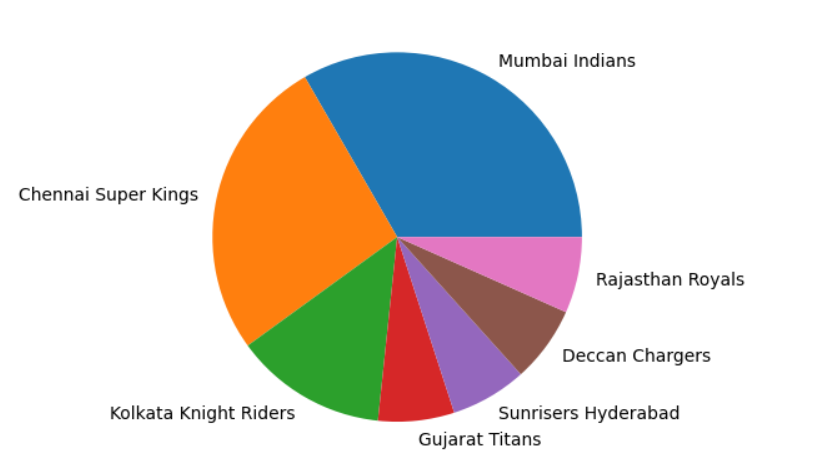 Mumbai Indians
Chennai Super Kings
Rajasthan Royals
Deccan Chargers
Kolkata Knight Riders
Sunrisers Hyderabad
Gujarat Titans